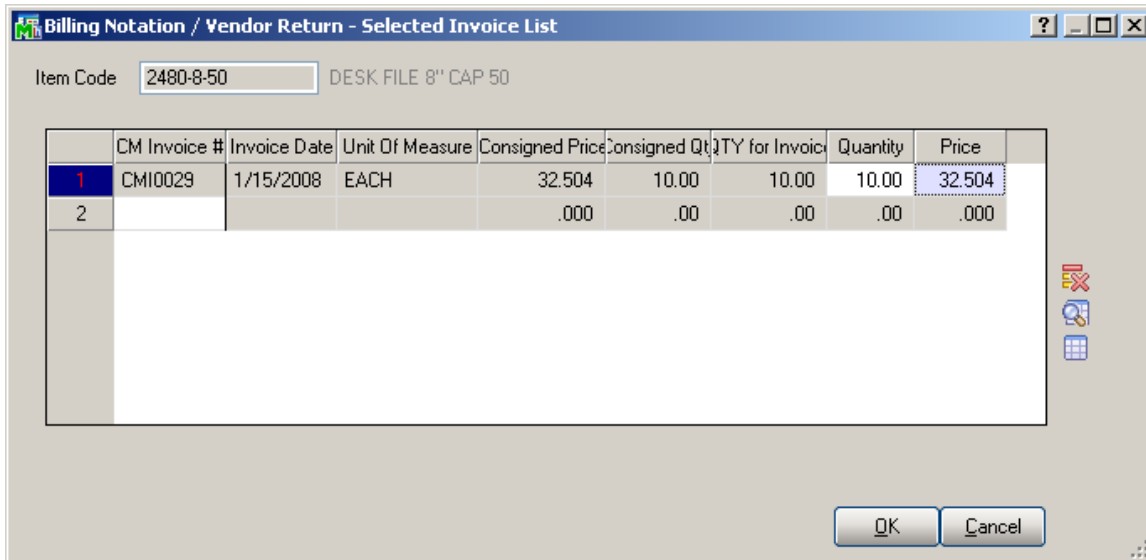 Billing Notation / Vendor Return - Selected Invoice List
Item Code 2480-8-50 DESK FILE 8" CAP 50
CM Invoice # Invoice Date Unit Of Measure Consigned Price Consigned Qt QTY for Invoic Quantity Price
1 CMI0029 1/15/2008 EACH 32.504 10.00 10.00 10.00 32.504
2 .000 .00 .00 .00 .000
OK Cancel